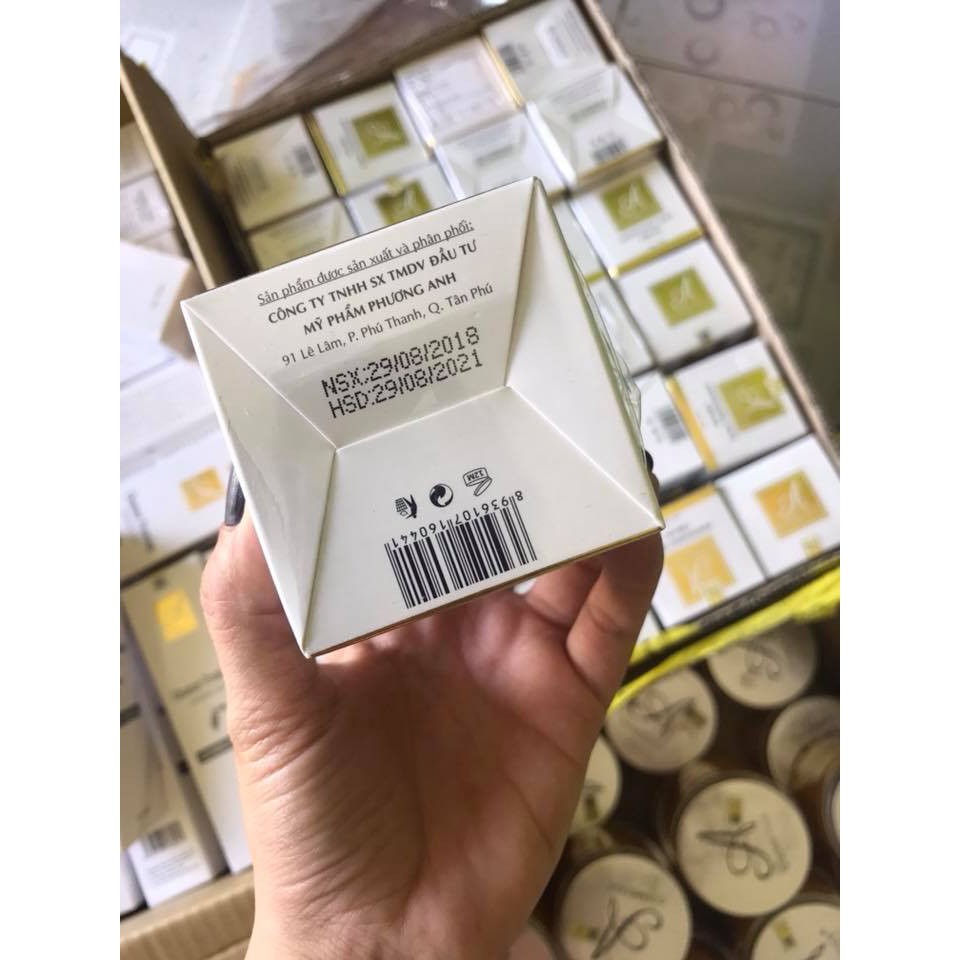 Sản phẩm được sản xuất và phân phối:
CÔNG TY TNHH SX TMDV ĐẦU TƯ
MỸ PHẨM PHƯƠNG ANH
91 Lê Lâm, P. Phú Thanh, Q. Tân Phú
NSX:29/08/2018
HSD:29/08/2021
12M
8936107160441